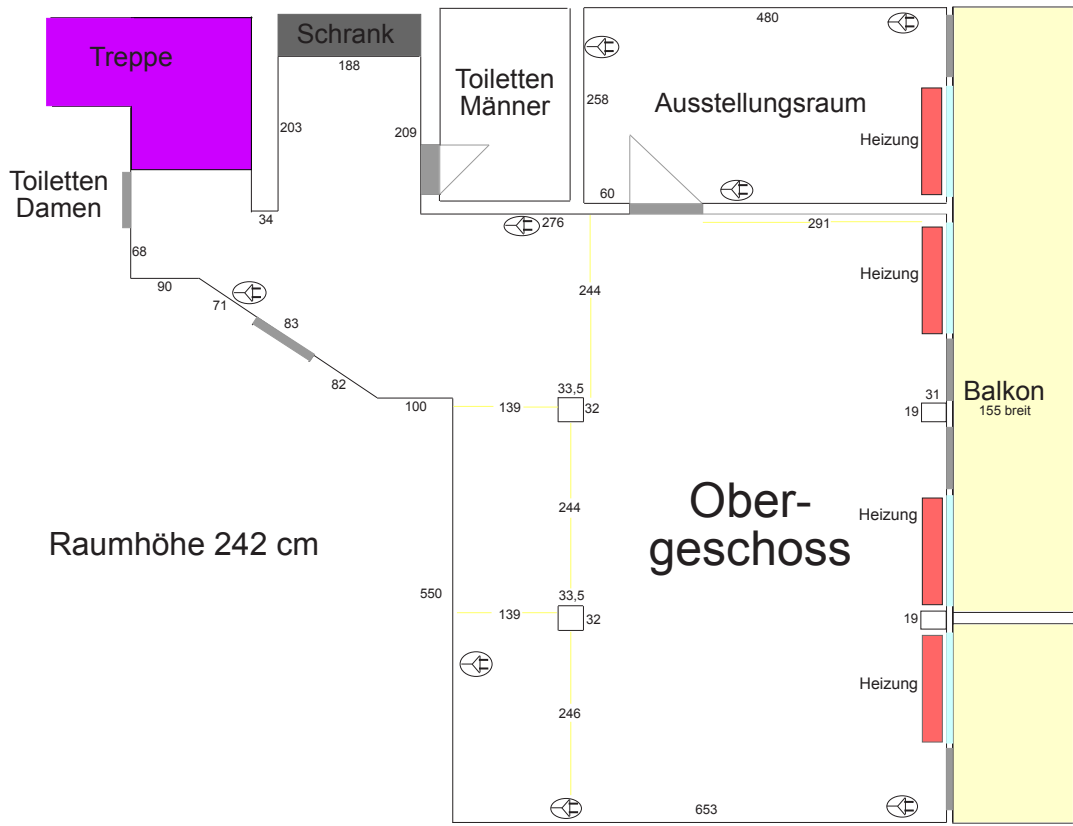 480
Schrank
Treppe
188
Toiletten
Männer
258
Ausstellungsraum
203
209
Heizung
Toiletten
Damen
60
34
276
291
68
Heizung
90
244
71
83
82
33,5
31
Balkon
100
139
32
19
155 breit
Ober-
geschoss
244
Heizung
Raumhöhe 242 cm
550
33,5
139
32
19
Heizung
246
653